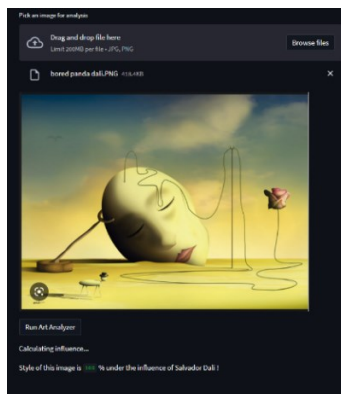 Pick an image for analysis
Drag and drop file here
Limit 200MB per file • JPG, PNG
Browse files
bored panda dali.PNG
Run Art Analyzer
Calculating influence...
Style of this image is % under the influence of Salvador Dali !